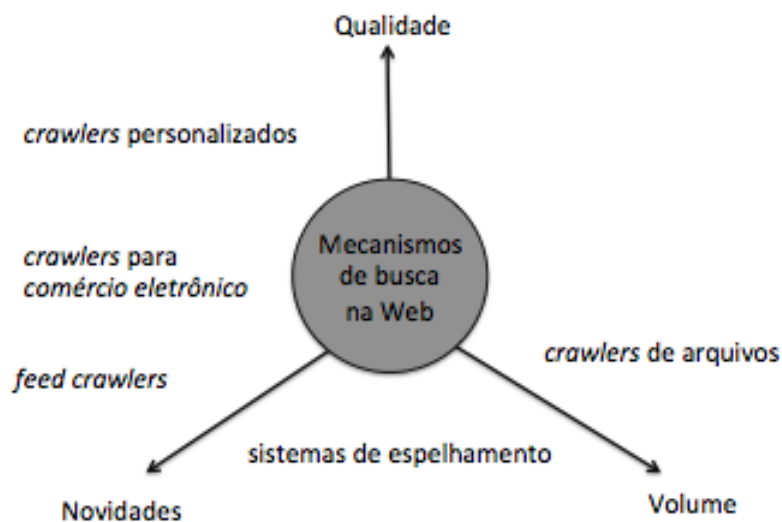 Qualidade
crawlers personalizados
Mecanismos
de busca
na Web
crawlers para
comércio eletrônico
crawlers de arquivos
feed crawlers
sistemas de espelhamento
Novidades
Volume